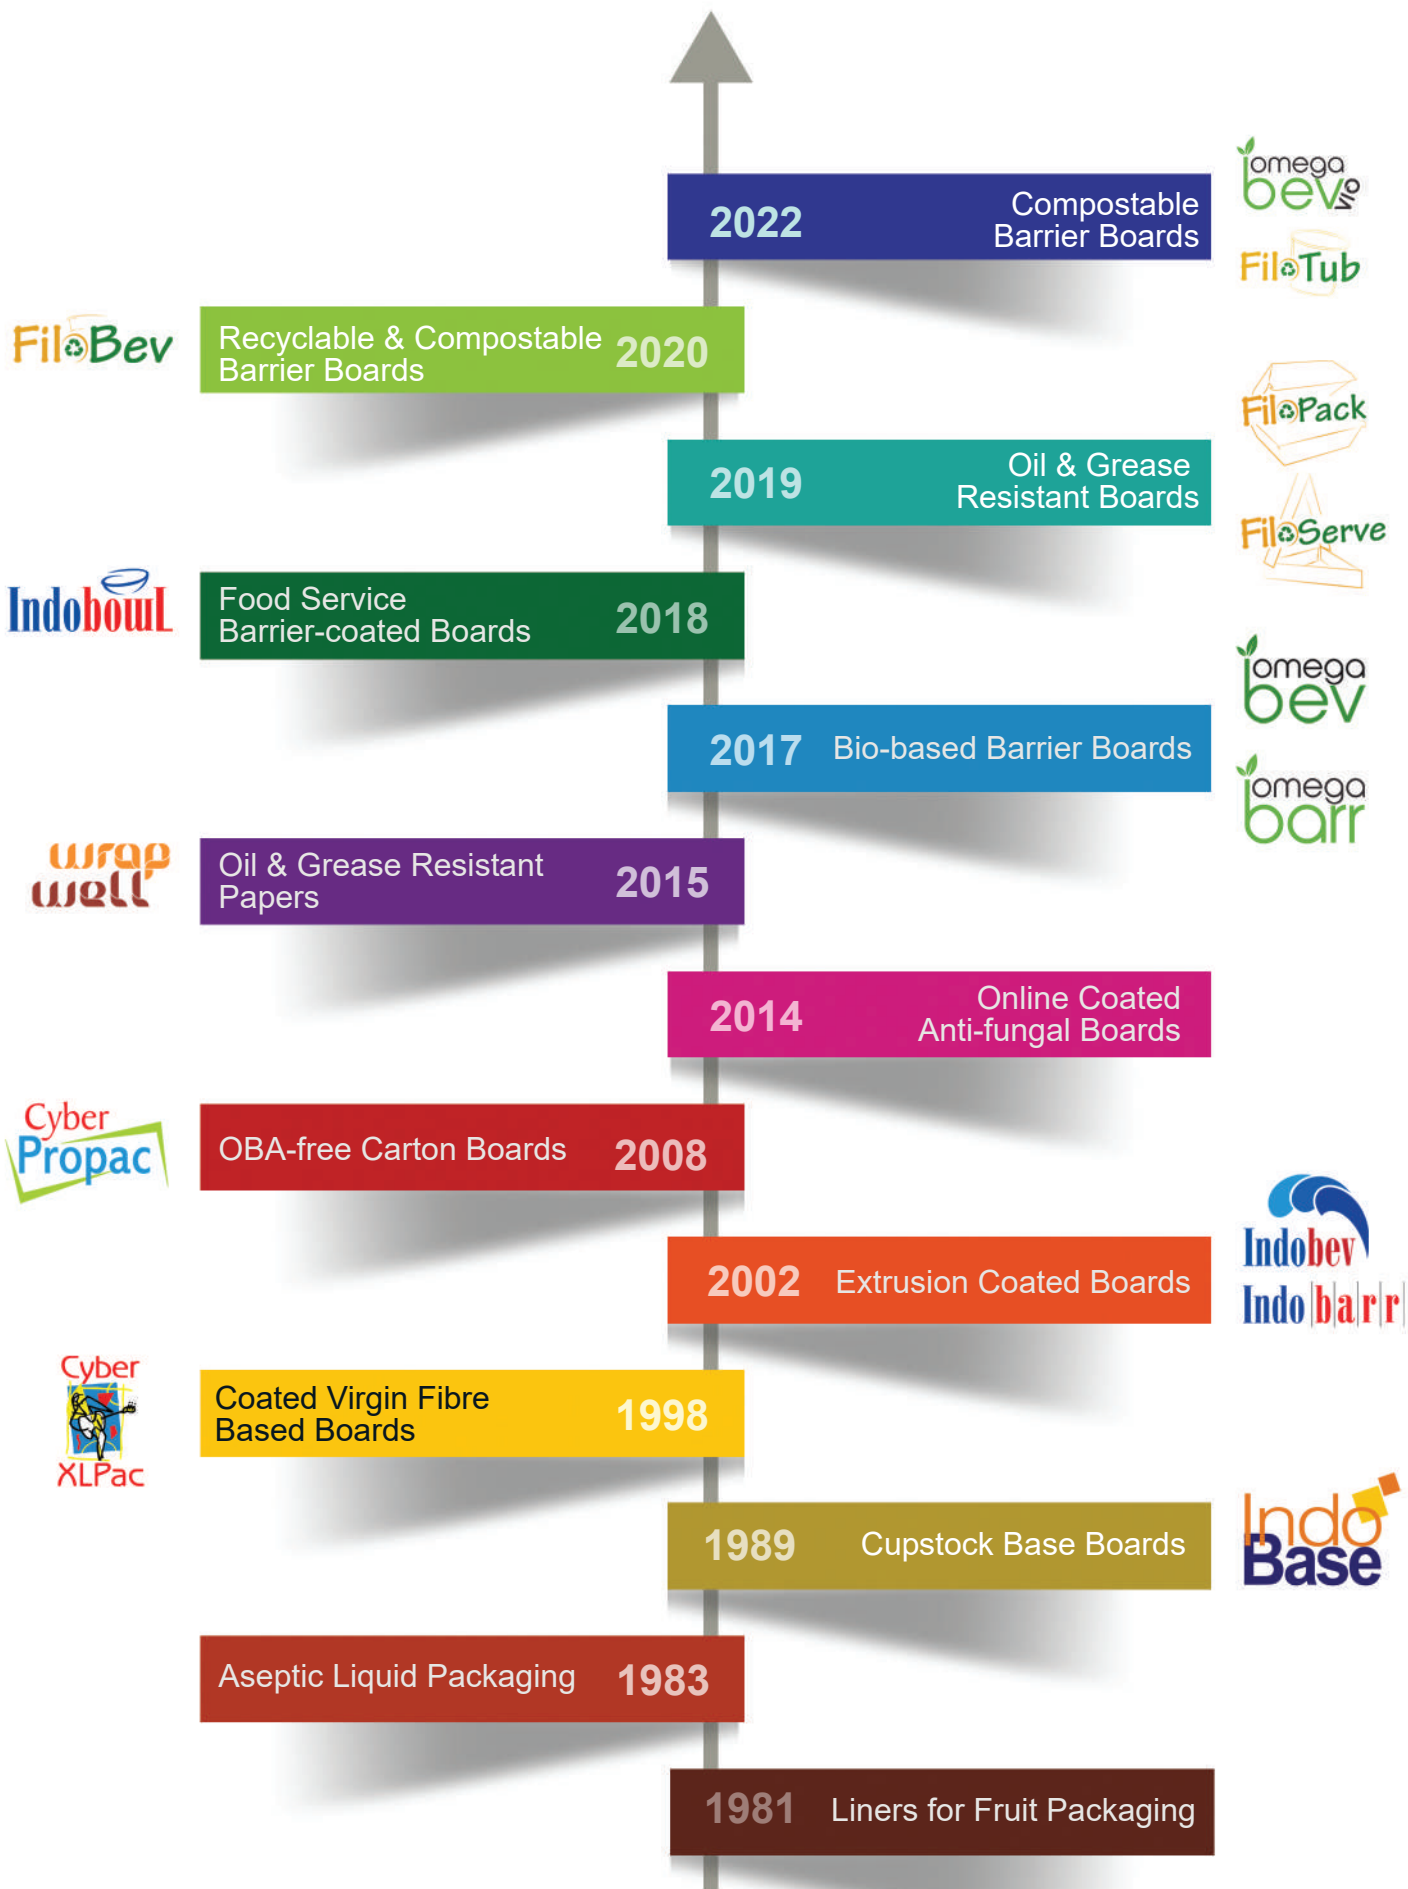 omega
bev vio
2022
Compostable
Barrier Boards
FiloTub
FiloBev
Recyclable & Compostable
Barrier Boards
2020
FiloPack
2019
Oil & Grease
Resistant Boards
FiloServe
Indobowl
Food Service
Barrier-coated Boards
2018
omega
bev
2017
Bio-based Barrier Boards
omega
barr
wrap
well
Oil & Grease Resistant
Papers
2015
2014
Online Coated
Anti-fungal Boards
Cyber
Propac
OBA-free Carton Boards
2008
Indobev
2002
Extrusion Coated Boards
Indobarr
Cyber
XLPac
Coated Virgin Fibre
Based Boards
1998
1989
Cupstock Base Boards
Indo
Base
Aseptic Liquid Packaging
1983
1981
Liners for Fruit Packaging